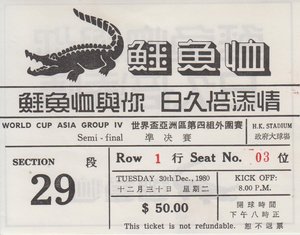 鱷魚恤
鱷魚恤與你 日久倍添情
WORLD CUP ASIA GROUP IV 世界盃亞洲區第四組外圍賽 H.K. STADIUM
Semi-final 準決賽 政府大球場
SECTION 段 Row 1 行 Seat No. 03 位
29
TUESDAY 30th Dec., 1980 KICK OFF:
十二月三十日 星期二 8.00 P.M.
$ 50.00 開球時間
下午八時正
This ticket is not refundable. 恕不退票